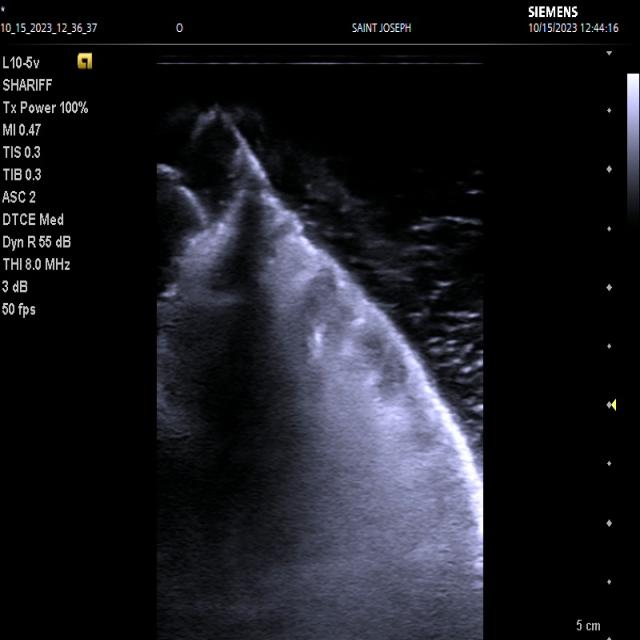 *
SIEMENS
10_15_2023_12_36_37 O SAINT JOSEPH 10/15/2023 12:44:16
L10-5v
SHARIFF
Tx Power 100%
MI 0.47
TIS 0.3
TIB 0.3
ASC 2
DTCE Med
Dyn R 55 dB
THI 8.0 MHz
3 dB
50 fps
5 cm